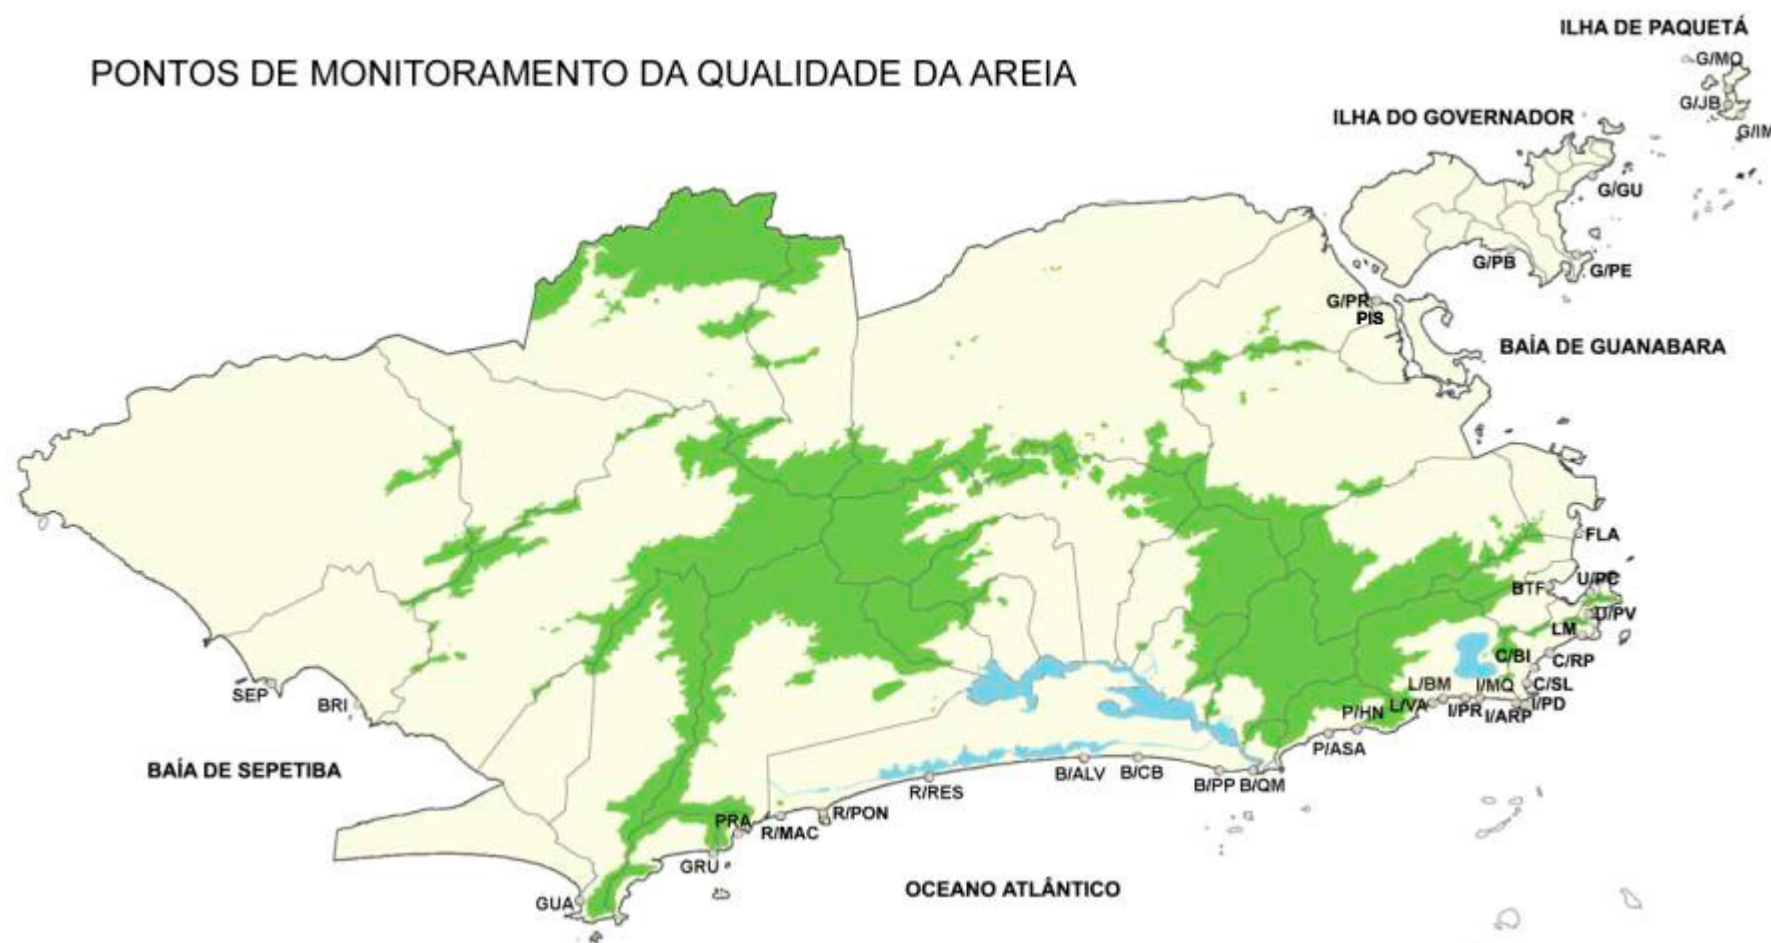 ILHA DE PAQUETÁ
G/MO
PONTOS DE MONITORAMENTO DA QUALIDADE DA AREIA
G/JB
ILHA DO GOVERNADOR
G/IM
G/GU
G/PB
G/PE
G/PR
PIS
BAÍA DE GUANABARA
FLA
BTF
U/PC
U/PV
LM
C/BI
C/RP
SEP
BRI
L/BM
I/MQ
C/SL
L/VA
I/PR
I/ARP
I/PD
P/HN
P/ASA
BAÍA DE SEPETIBA
R/RES
B/ALV
B/CB
B/PP
B/QM
PRA
R/MAC
R/PON
GRU
OCEANO ATLÂNTICO
GUA